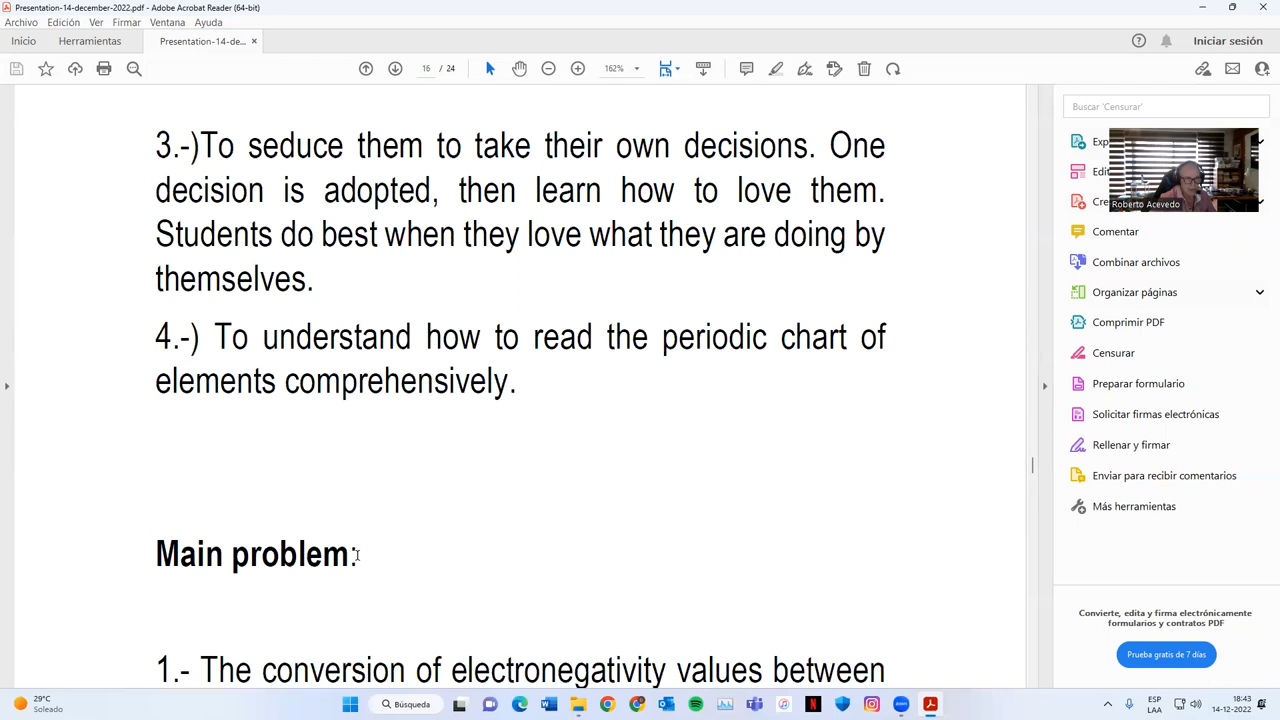 Presentation-14-december-2022.pdf - Adobe Acrobat Reader (64-bit)
Archivo Edición Ver Firmar Ventana Ayuda
Inicio Herramientas Presentation-14-de... × Iniciar sesión
16 / 24 162%
3.-)To seduce them to take their own decisions. One
decision is adopted, then learn how to love them.
Students do best when they love what they are doing by
themselves.
4.-) To understand how to read the periodic chart of
elements comprehensively.
Main problem:
1.- The conversion of electronegativity values between
Buscar 'Censurar'
Exp
Edi
Cre
Roberto Acevedo
Comentar
Combinar archivos
Organizar páginas
Comprimir PDF
Censurar
Preparar formulario
Solicitar firmas electrónicas
Rellenar y firmar
Enviar para recibir comentarios
Más herramientas
Convierte, edita y firma electrónicamente
formularios y contratos PDF
Prueba gratis de 7 días
29°C
Soleado
Búsqueda
ESP
LAA
18:43
14-12-2022